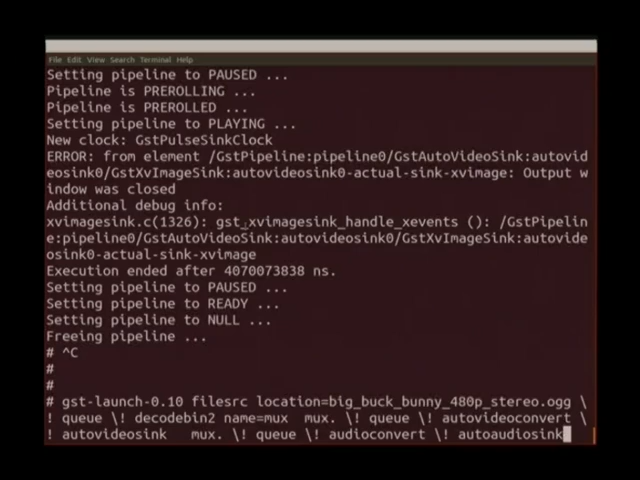 File Edit View Search Terminal Help
Setting pipeline to PAUSED ...
Pipeline is PREROLLING ...
Pipeline is PREROLLED ...
Setting pipeline to PLAYING ...
New clock: GstPulseSinkClock
ERROR: from element /GstPipeline:pipeline0/GstAutoVideoSink:autovid
eosink0/GstXvImageSink:autovideosink0-actual-sink-xvimage: Output w
indow was closed
Additional debug info:
xvimagesink.c(1326): gst_xvimagesink_handle_xevents (): /GstPipelin
e:pipeline0/GstAutoVideoSink:autovideosink0/GstXvImageSink:autovide
osink0-actual-sink-xvimage
Execution ended after 4070073838 ns.
Setting pipeline to PAUSED ...
Setting pipeline to READY ...
Setting pipeline to NULL ...
Freeing pipeline ...
# ^C
#
#
# gst-launch-0.10 filesrc location=big_buck_bunny_480p_stereo.ogg \
! queue \! decodebin2 name=mux  mux. \! queue \! autovideoconvert \
! autovideosink   mux. \! queue \! audioconvert \! autoaudiosink